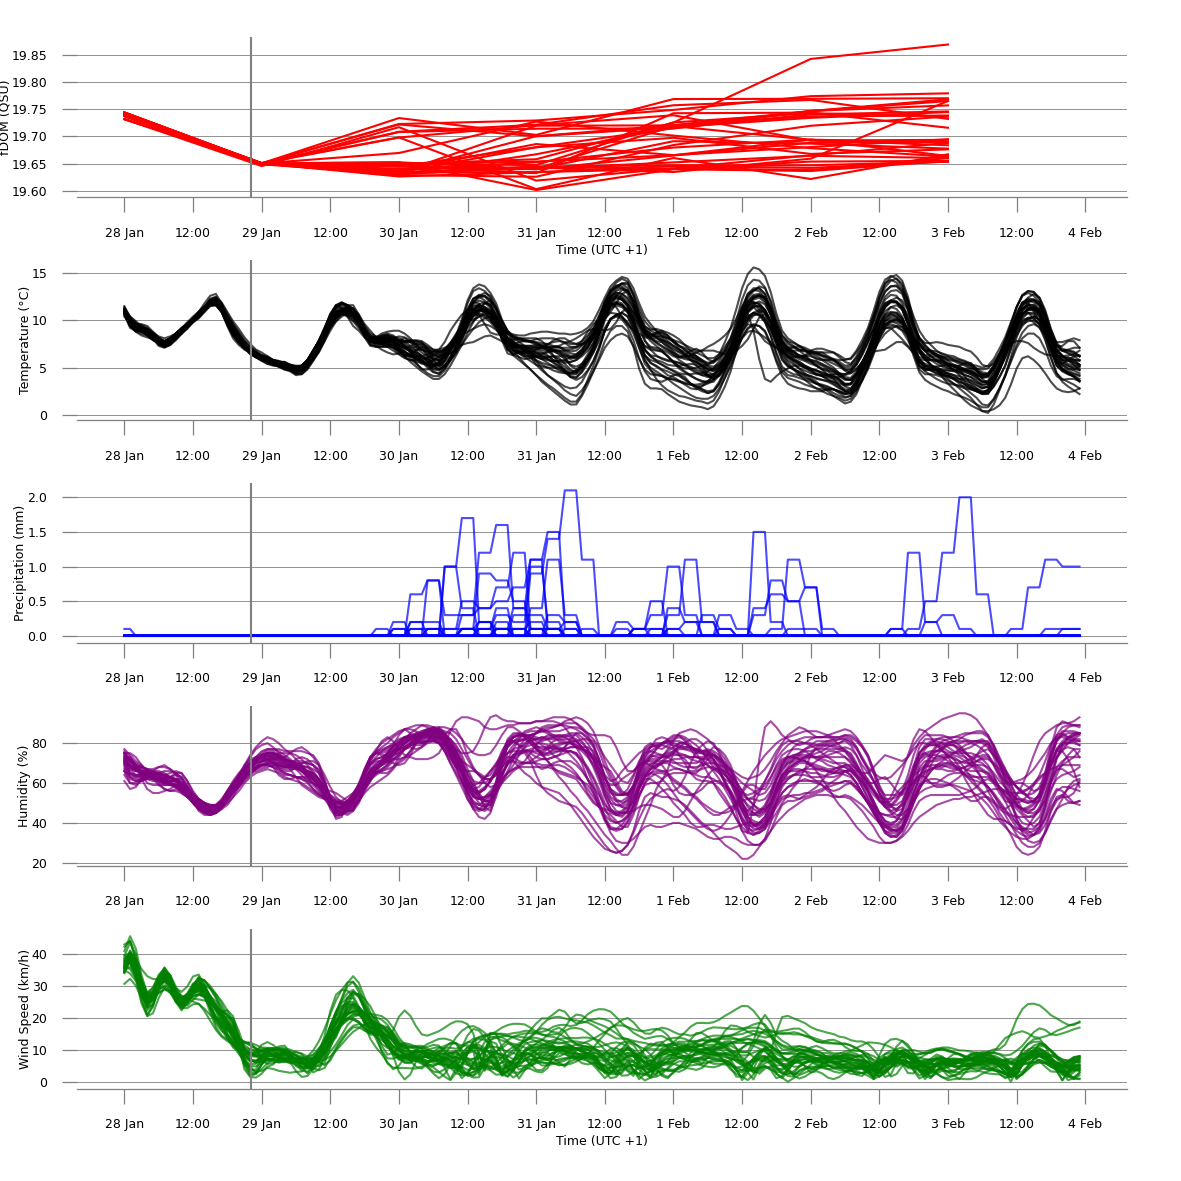 fDOM (QSU)
19.85
19.80
19.75
19.70
19.65
19.60
28 Jan 12:00 29 Jan 12:00 30 Jan 12:00 31 Jan 12:00 1 Feb 12:00 2 Feb 12:00 3 Feb 12:00 4 Feb
Time (UTC +1)
Temperature (°C)
15
10
5
0
28 Jan 12:00 29 Jan 12:00 30 Jan 12:00 31 Jan 12:00 1 Feb 12:00 2 Feb 12:00 3 Feb 12:00 4 Feb
Precipitation (mm)
2.0
1.5
1.0
0.5
0.0
28 Jan 12:00 29 Jan 12:00 30 Jan 12:00 31 Jan 12:00 1 Feb 12:00 2 Feb 12:00 3 Feb 12:00 4 Feb
Humidity (%)
80
60
40
20
28 Jan 12:00 29 Jan 12:00 30 Jan 12:00 31 Jan 12:00 1 Feb 12:00 2 Feb 12:00 3 Feb 12:00 4 Feb
Wind Speed (km/h)
40
30
20
10
0
28 Jan 12:00 29 Jan 12:00 30 Jan 12:00 31 Jan 12:00 1 Feb 12:00 2 Feb 12:00 3 Feb 12:00 4 Feb
Time (UTC +1)